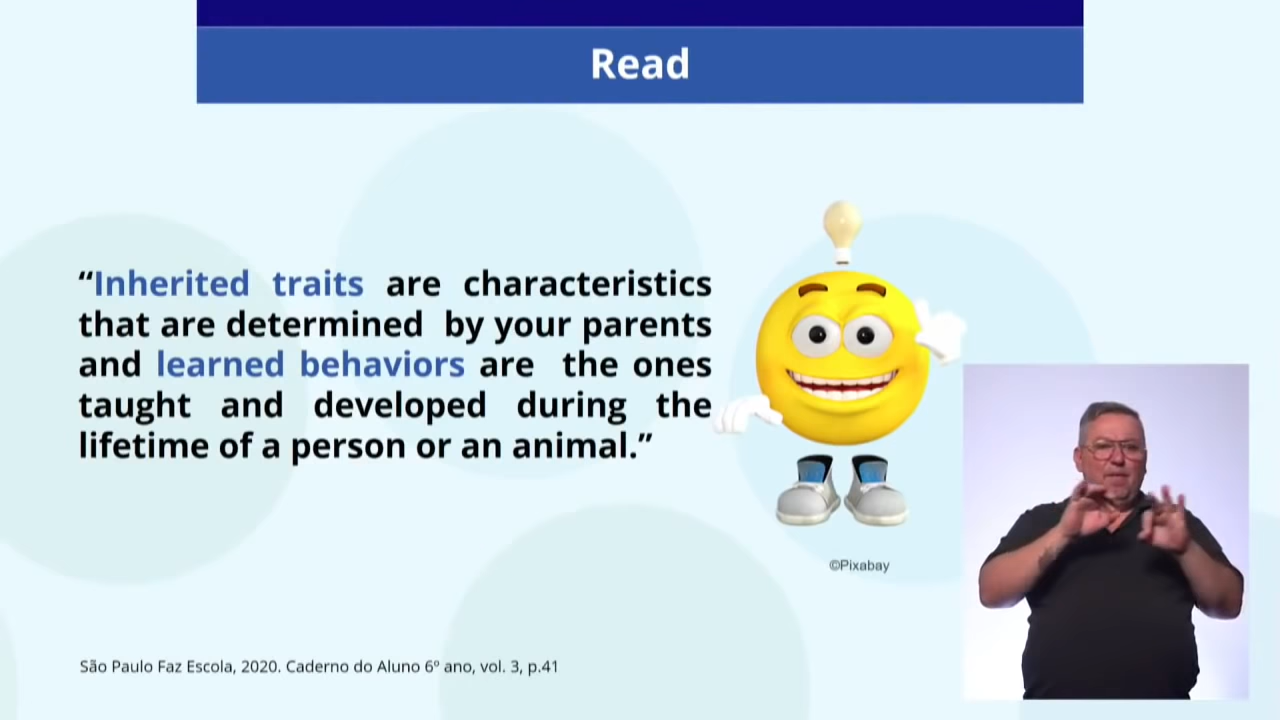 Read
“Inherited traits are characteristics
that are determined by your parents
and learned behaviors are the ones
taught and developed during the
lifetime of a person or an animal.”
©Pixabay
São Paulo Faz Escola, 2020. Caderno do Aluno 6º ano, vol. 3, p.41